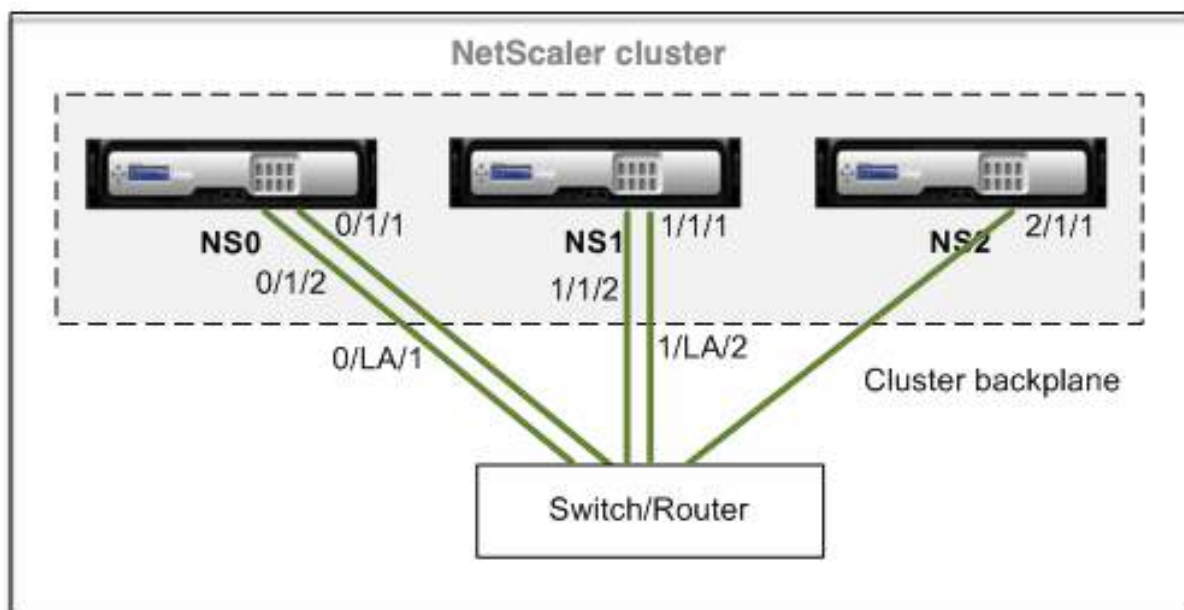 NetScaler cluster
0/1/1
NS0
0/1/2
1/1/1
NS1
1/1/2
2/1/1
NS2
0/LA/1
1/LA/2
Cluster backplane
Switch/Router